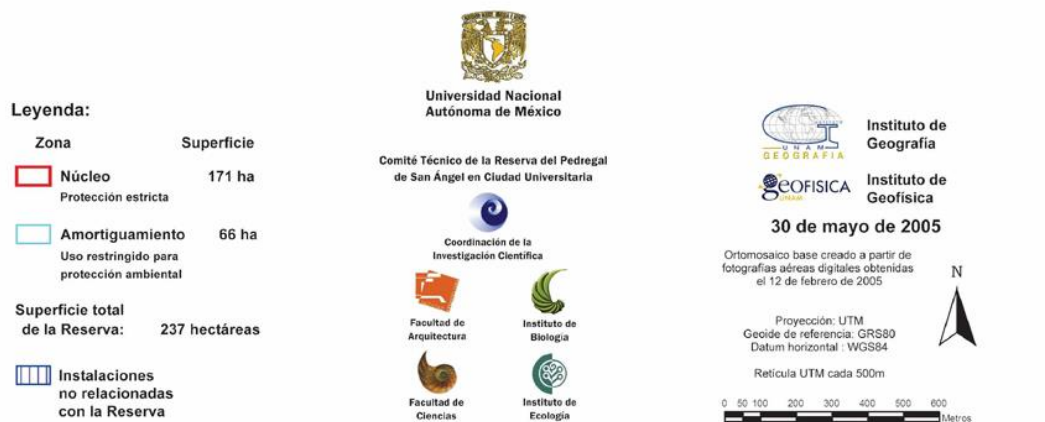 Leyenda:
Zona Superficie
Núcleo 171 ha
Protección estricta
Amortiguamiento 66 ha
Uso restringido para
protección ambiental
Superficie total
de la Reserva: 237 hectáreas
Instalaciones
no relacionadas
con la Reserva
Universidad Nacional
Autónoma de México
Comité Técnico de la Reserva del Pedregal
de San Ángel en Ciudad Universitaria
Coordinación de la
Investigación Científica
Facultad de
Arquitectura
Instituto de
Biología
Facultad de
Ciencias
Instituto de
Ecología
UNAM
GEOGRAFIA
Instituto de
Geografía
GEOFISICA
UNAM
Instituto de
Geofísica
30 de mayo de 2005
Ortomosaico base creado a partir de
fotografías aéreas digitales obtenidas
el 12 de febrero de 2005
N
Proyección: UTM
Geoide de referencia: GRS80
Datum horizontal : WGS84
Retícula UTM cada 500m
0 50 100 200 300 400 500 600
Metros